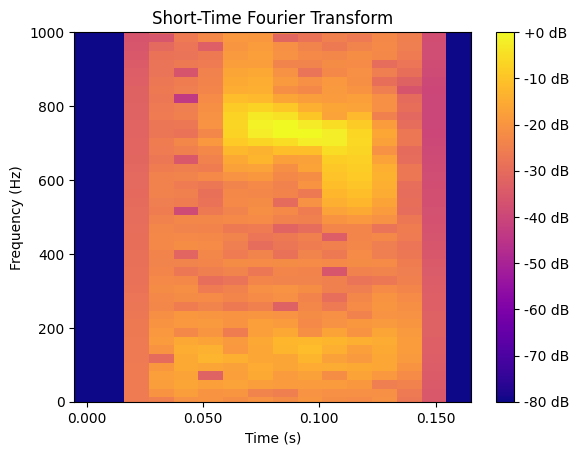 Short-Time Fourier Transform
1000
800
600
400
200
0
Frequency (Hz)
0.000
0.050
0.100
0.150
Time (s)
+0 dB
-10 dB
-20 dB
-30 dB
-40 dB
-50 dB
-60 dB
-70 dB
-80 dB